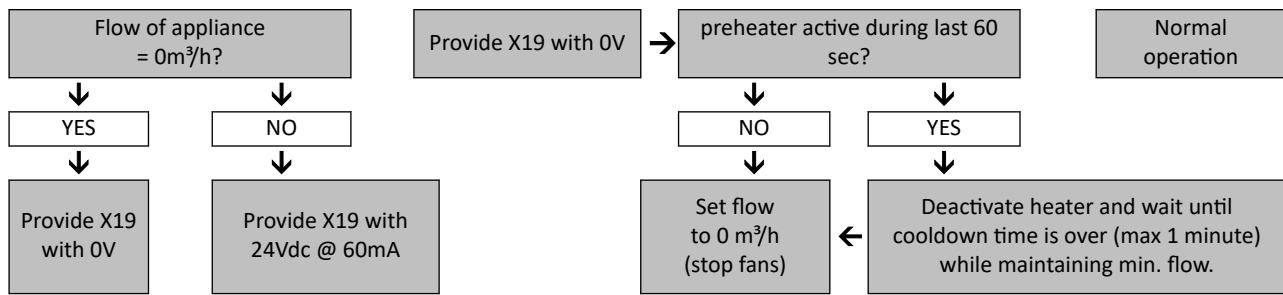 Flow of appliance
= 0m³/h?
Provide X19 with 0V
preheater active during last 60
sec?
Normal
operation
YES
NO
NO
YES
Provide X19
with 0V
Provide X19 with
24Vdc @ 60mA
Set flow
to 0 m³/h
(stop fans)
Deactivate heater and wait until
cooldown time is over (max 1 minute)
while maintaining min. flow.